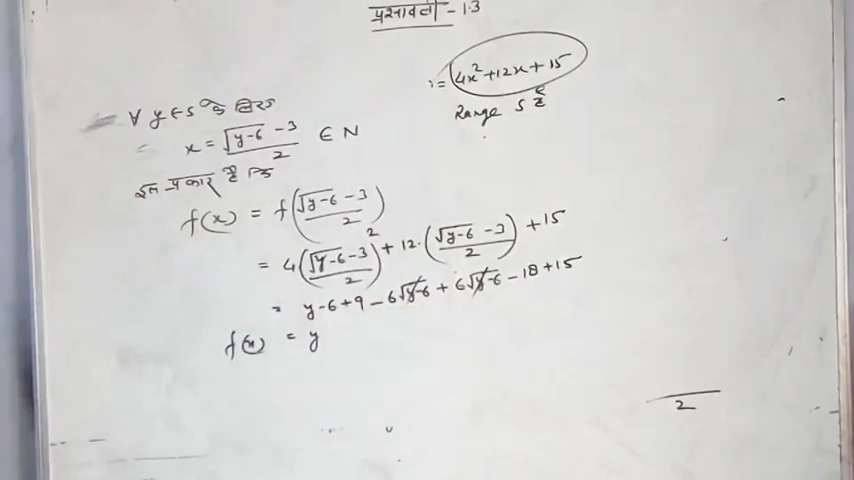 प्रश्नावली - 1.3
:= 4x² + 12x + 15
Range S है
∀ y ∈ S के लिए
x = (√(y-6) - 3)/2 ∈ N
इस प्रकार है कि
f(x) = f((√(y-6) - 3)/2)
= 4((√(y-6) - 3)/2)² + 12·((√(y-6) - 3)/2) + 15
= y - 6 + 9 - 6√(y-6) + 6√(y-6) - 18 + 15
f(x) = y
2